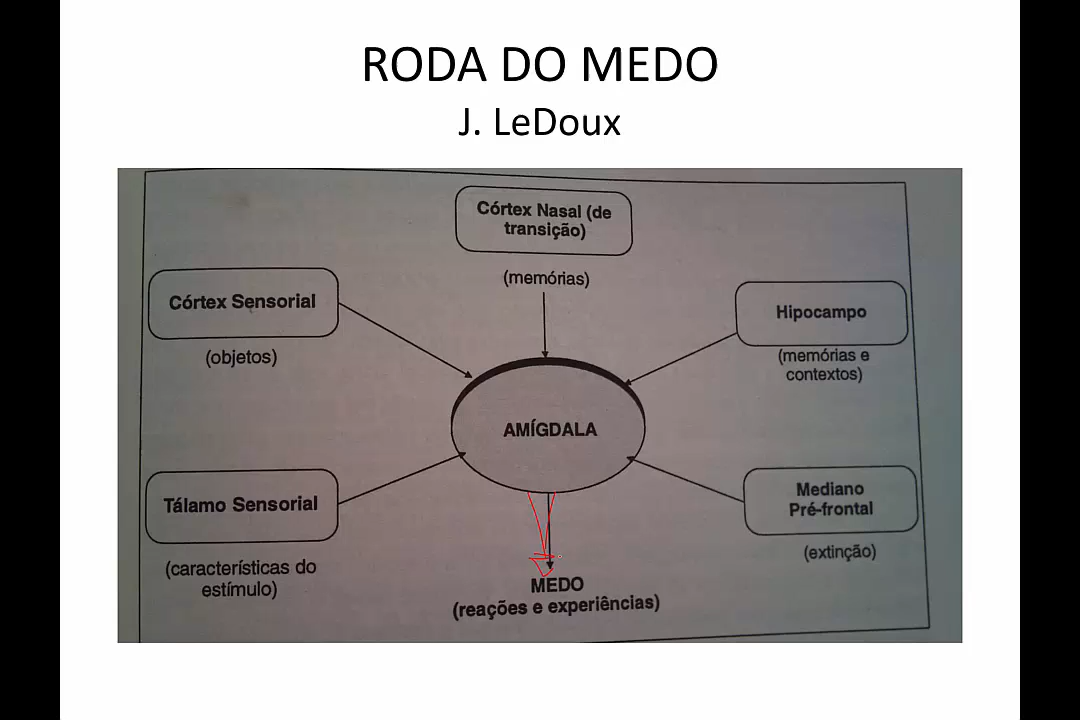 RODA DO MEDO
J. LeDoux
Córtex Nasal (de
transição)
(memórias)
Córtex Sensorial
(objetos)
Hipocampo
(memórias e
contextos)
AMÍGDALA
Tálamo Sensorial
(características do
estímulo)
Mediano
Pré-frontal
(extinção)
MEDO
(reações e experiências)